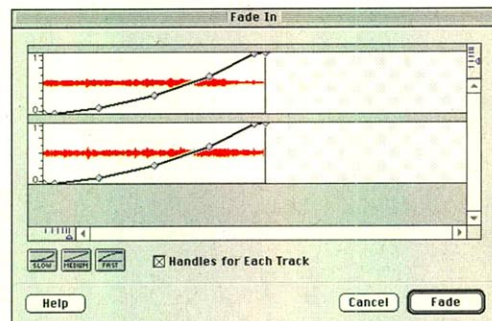 Fade In
1
0
1
0
SLOW MEDIUM FAST
Handles for Each Track
Help Cancel Fade